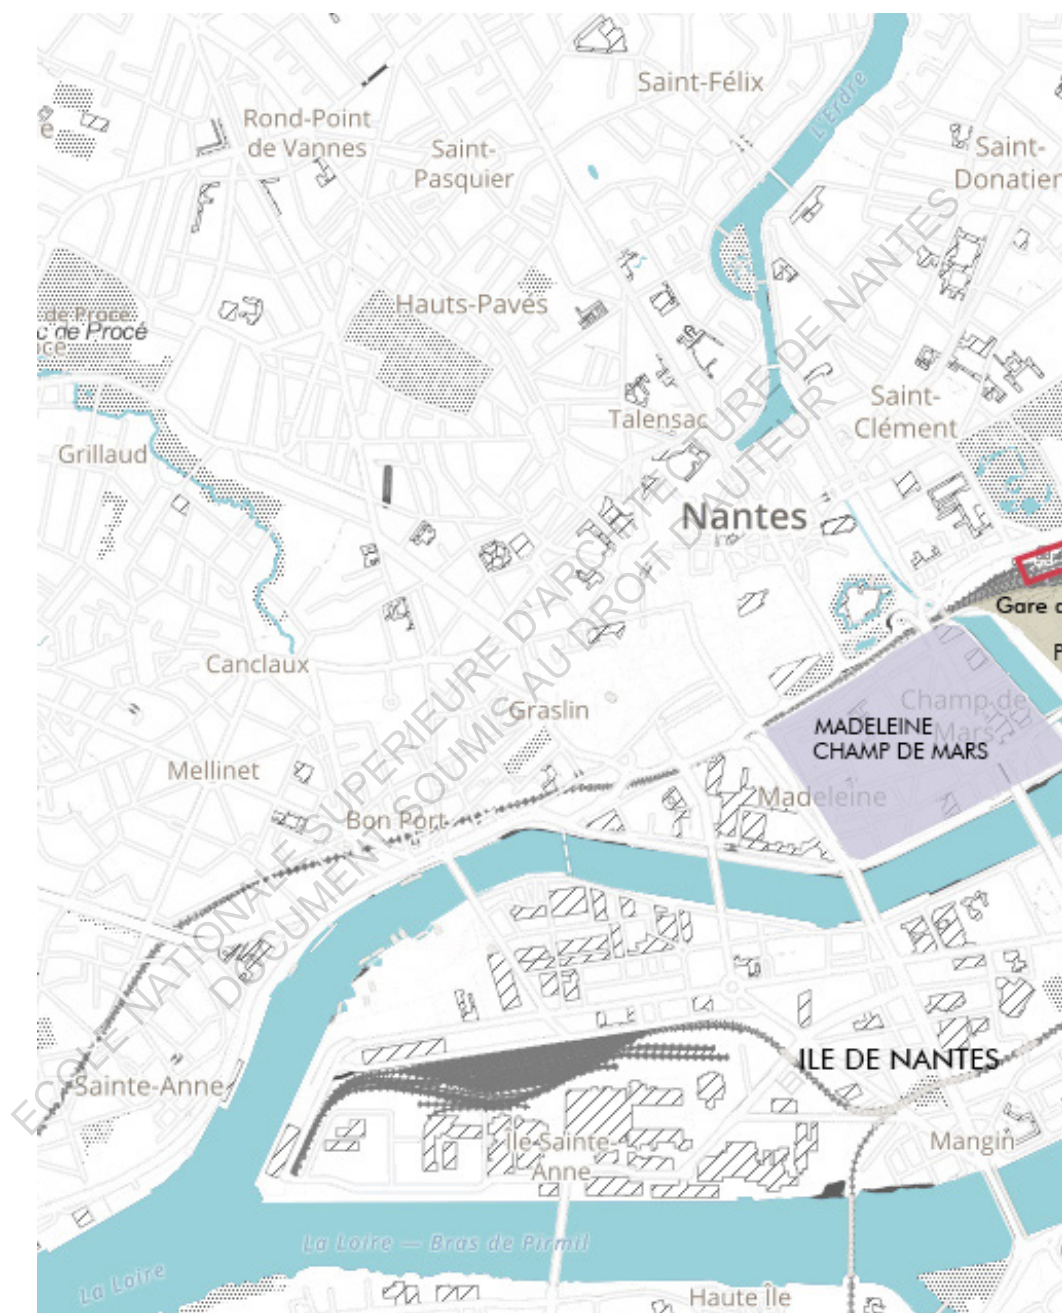 Saint-Félix
L'Erdre
Rond-Point
de Vannes
Saint-
Pasquier
Saint-
Donatien
Hauts-Pavés
de Procé
c de Procé
océ
Talensac
Saint-
Clément
Grillaud
Nantes
Gare d
P
Canclaux
Graslin
Champ de
Mars
MADELEINE
CHAMP DE MARS
Mellinet
Madeleine
Bon Port
ILE DE NANTES
Sainte-Anne
Île Sainte-
Anne
Mangin
La Loire — Bras de Pirmil
La Loire
Haute Île
ECOLE NATIONALE SUPERIEURE D'ARCHITECTURE DE NANTES
DOCUMENT SOUMIS AU DROIT D'AUTEUR